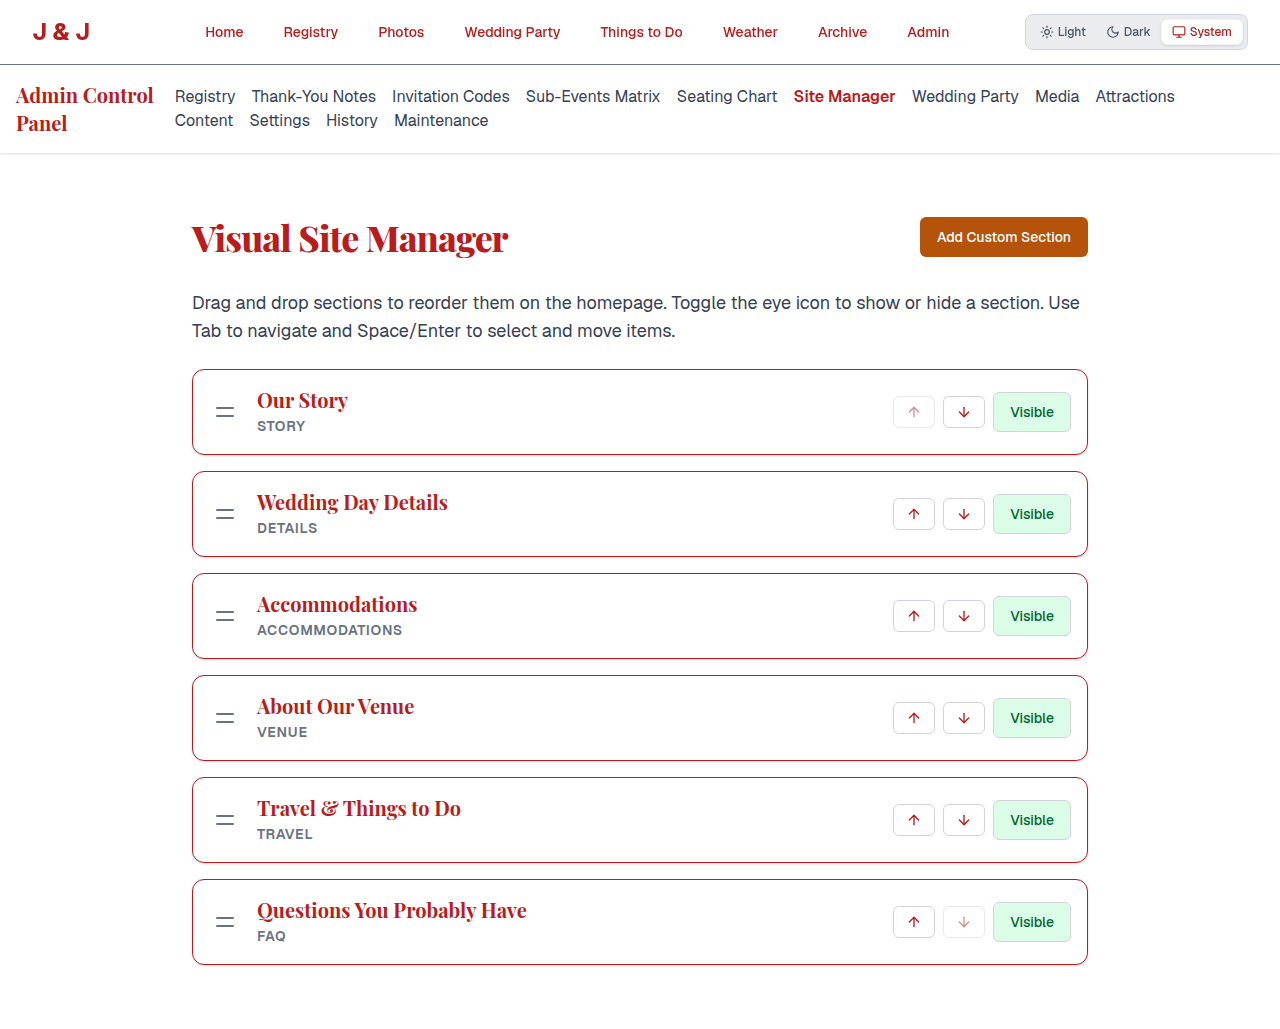 J & J
Home Registry Photos Wedding Party Things to Do Weather Archive Admin
Light Dark System
Admin Control Panel
Registry Thank-You Notes Invitation Codes Sub-Events Matrix Seating Chart Site Manager Wedding Party Media Attractions
Content Settings History Maintenance
Visual Site Manager
Add Custom Section
Drag and drop sections to reorder them on the homepage. Toggle the eye icon to show or hide a section. Use
Tab to navigate and Space/Enter to select and move items.
Our Story
STORY
Visible
Wedding Day Details
DETAILS
Visible
Accommodations
ACCOMMODATIONS
Visible
About Our Venue
VENUE
Visible
Travel & Things to Do
TRAVEL
Visible
Questions You Probably Have
FAQ
Visible